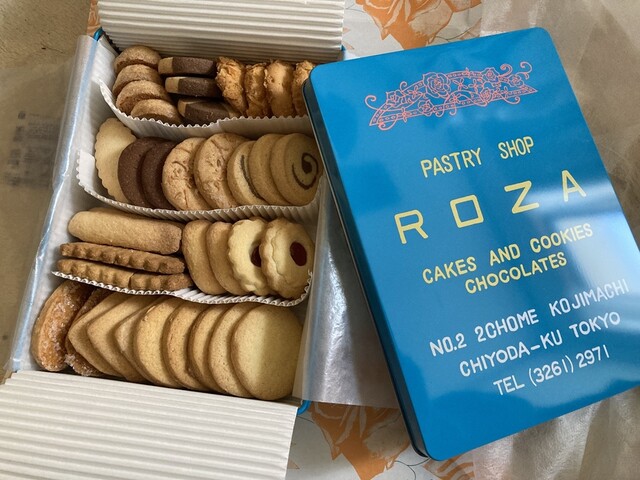 PASTRY SHOP
ROZA
CAKES AND COOKIES
CHOCOLATES
NO.2 2CHOME KOJIMACHI
CHIYODA-KU TOKYO
TEL (3261) 2971